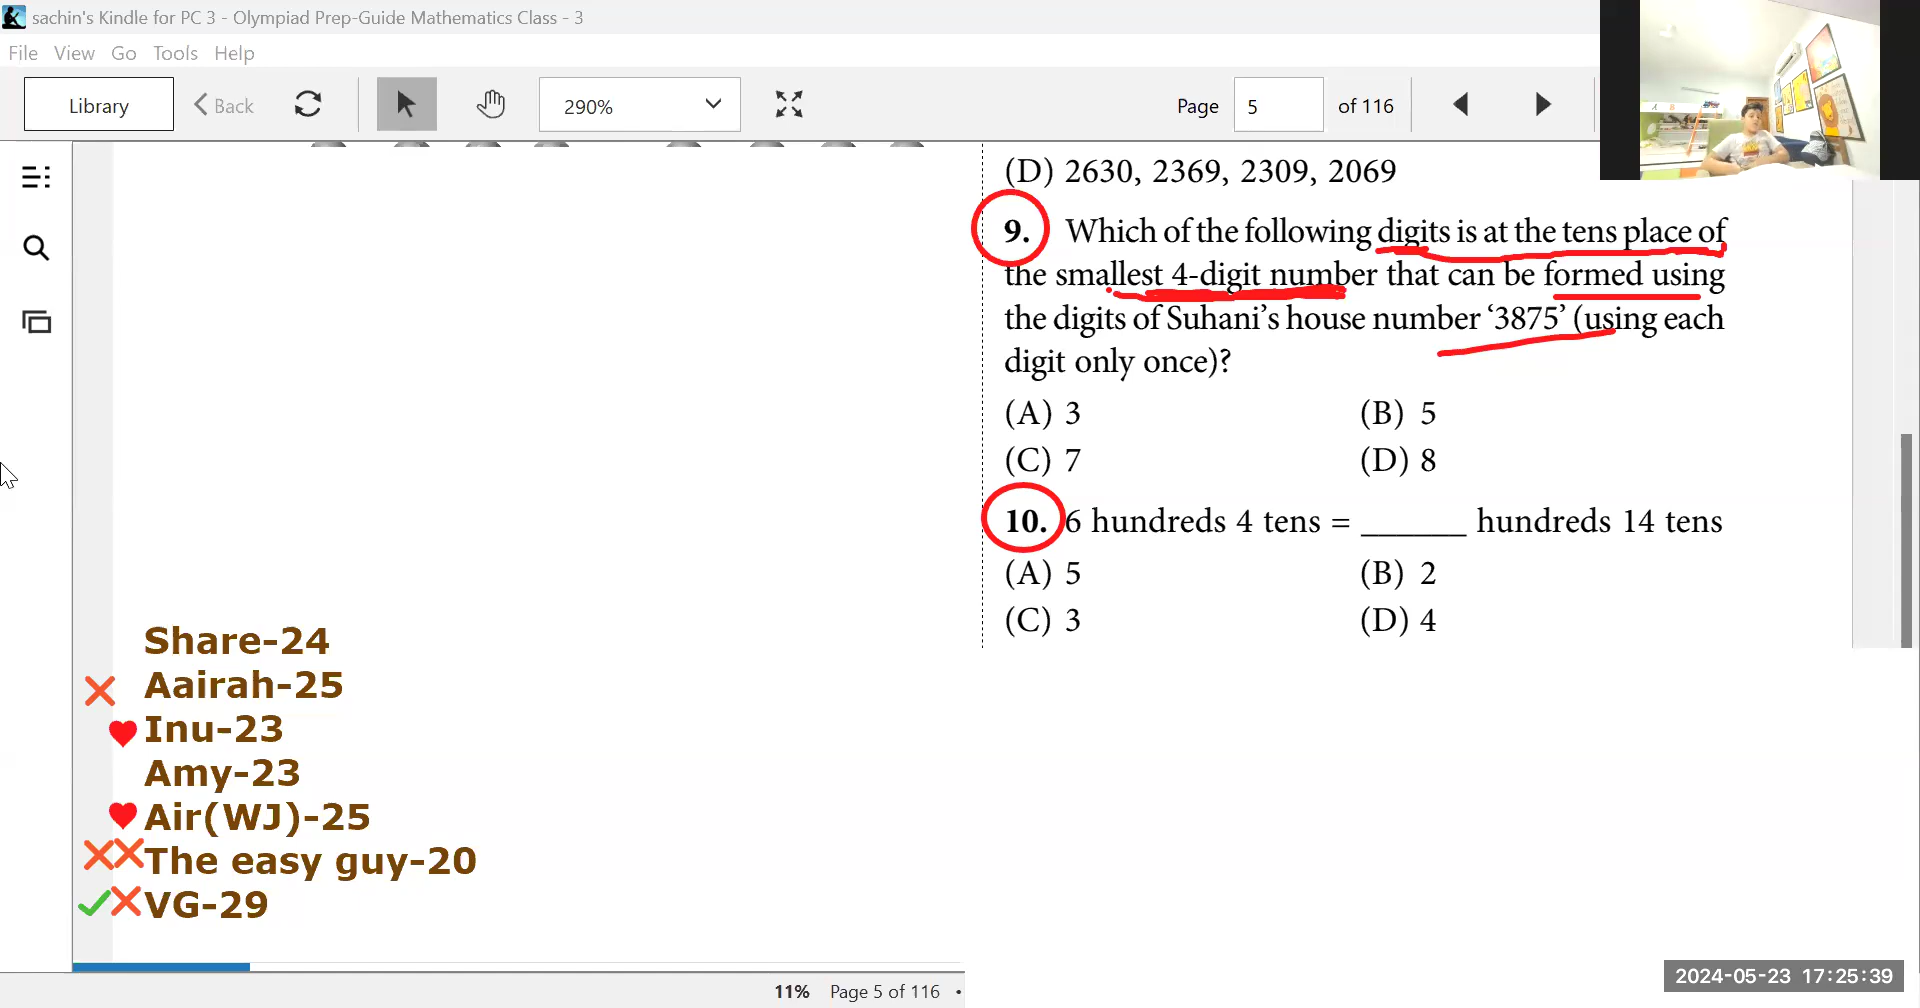 sachin's Kindle for PC 3 - Olympiad Prep-Guide Mathematics Class - 3
File View Go Tools Help
Library Back 290% Page 5 of 116
(D) 2630, 2369, 2309, 2069
9. Which of the following digits is at the tens place of
the smallest 4-digit number that can be formed using
the digits of Suhani's house number ‘3875’ (using each
digit only once)?
(A) 3 (B) 5
(C) 7 (D) 8
10. 6 hundreds 4 tens = ______ hundreds 14 tens
(A) 5 (B) 2
(C) 3 (D) 4
Share-24
Aairah-25
Inu-23
Amy-23
Air(WJ)-25
The easy guy-20
VG-29
2024-05-23 17:25:39
11% Page 5 of 116 •